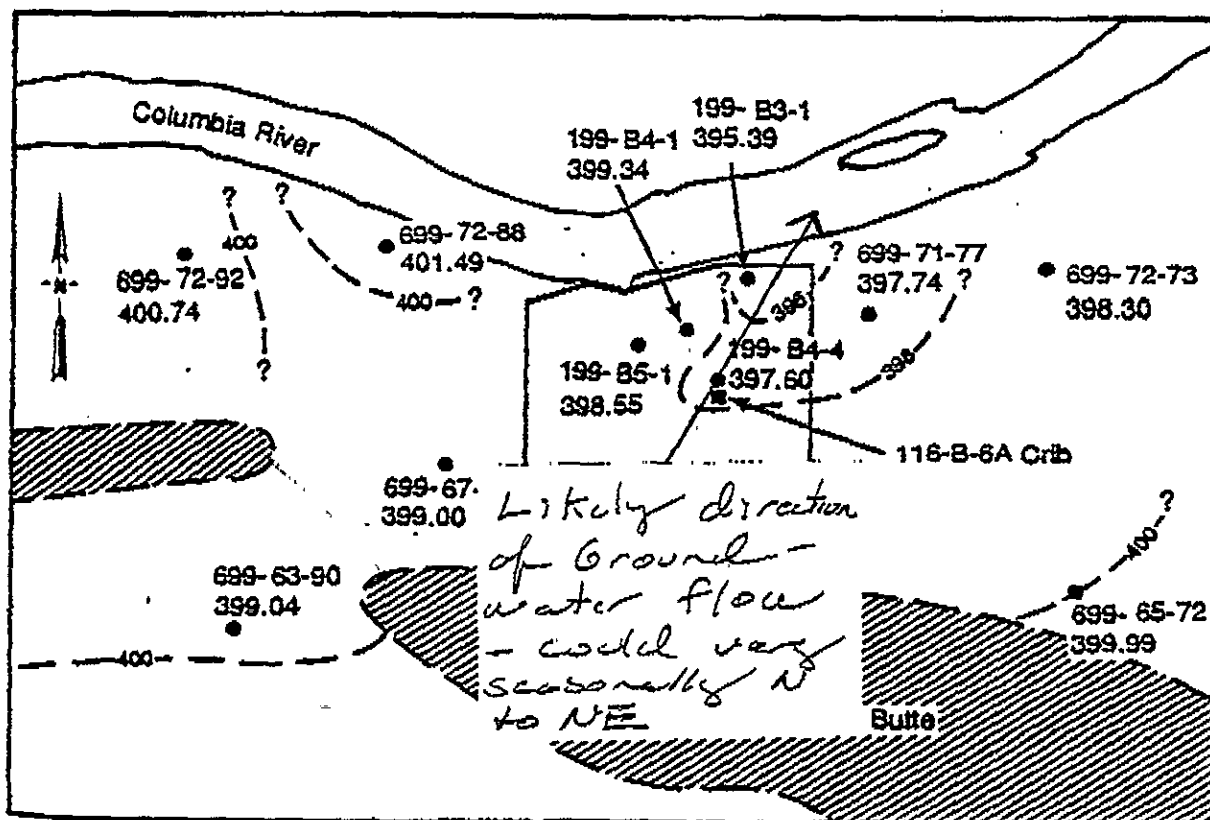 Columbia River
199-B3-1
395.39
199-B4-1
399.34
?
?
400
699-72-92
400.74
?
400
?
699-72-88
401.49
?
?
396
699-71-77
397.74
?
398
699-72-73
398.30
199-B5-1
398.55
199-B4-4
397.60
116-B-6A Crib
699-67-
399.00
Likely direction
of Ground-
water flow
- could vary
seasonally N
to NE
699-63-90
399.04
400
400
?
699-65-72
399.99
Butte